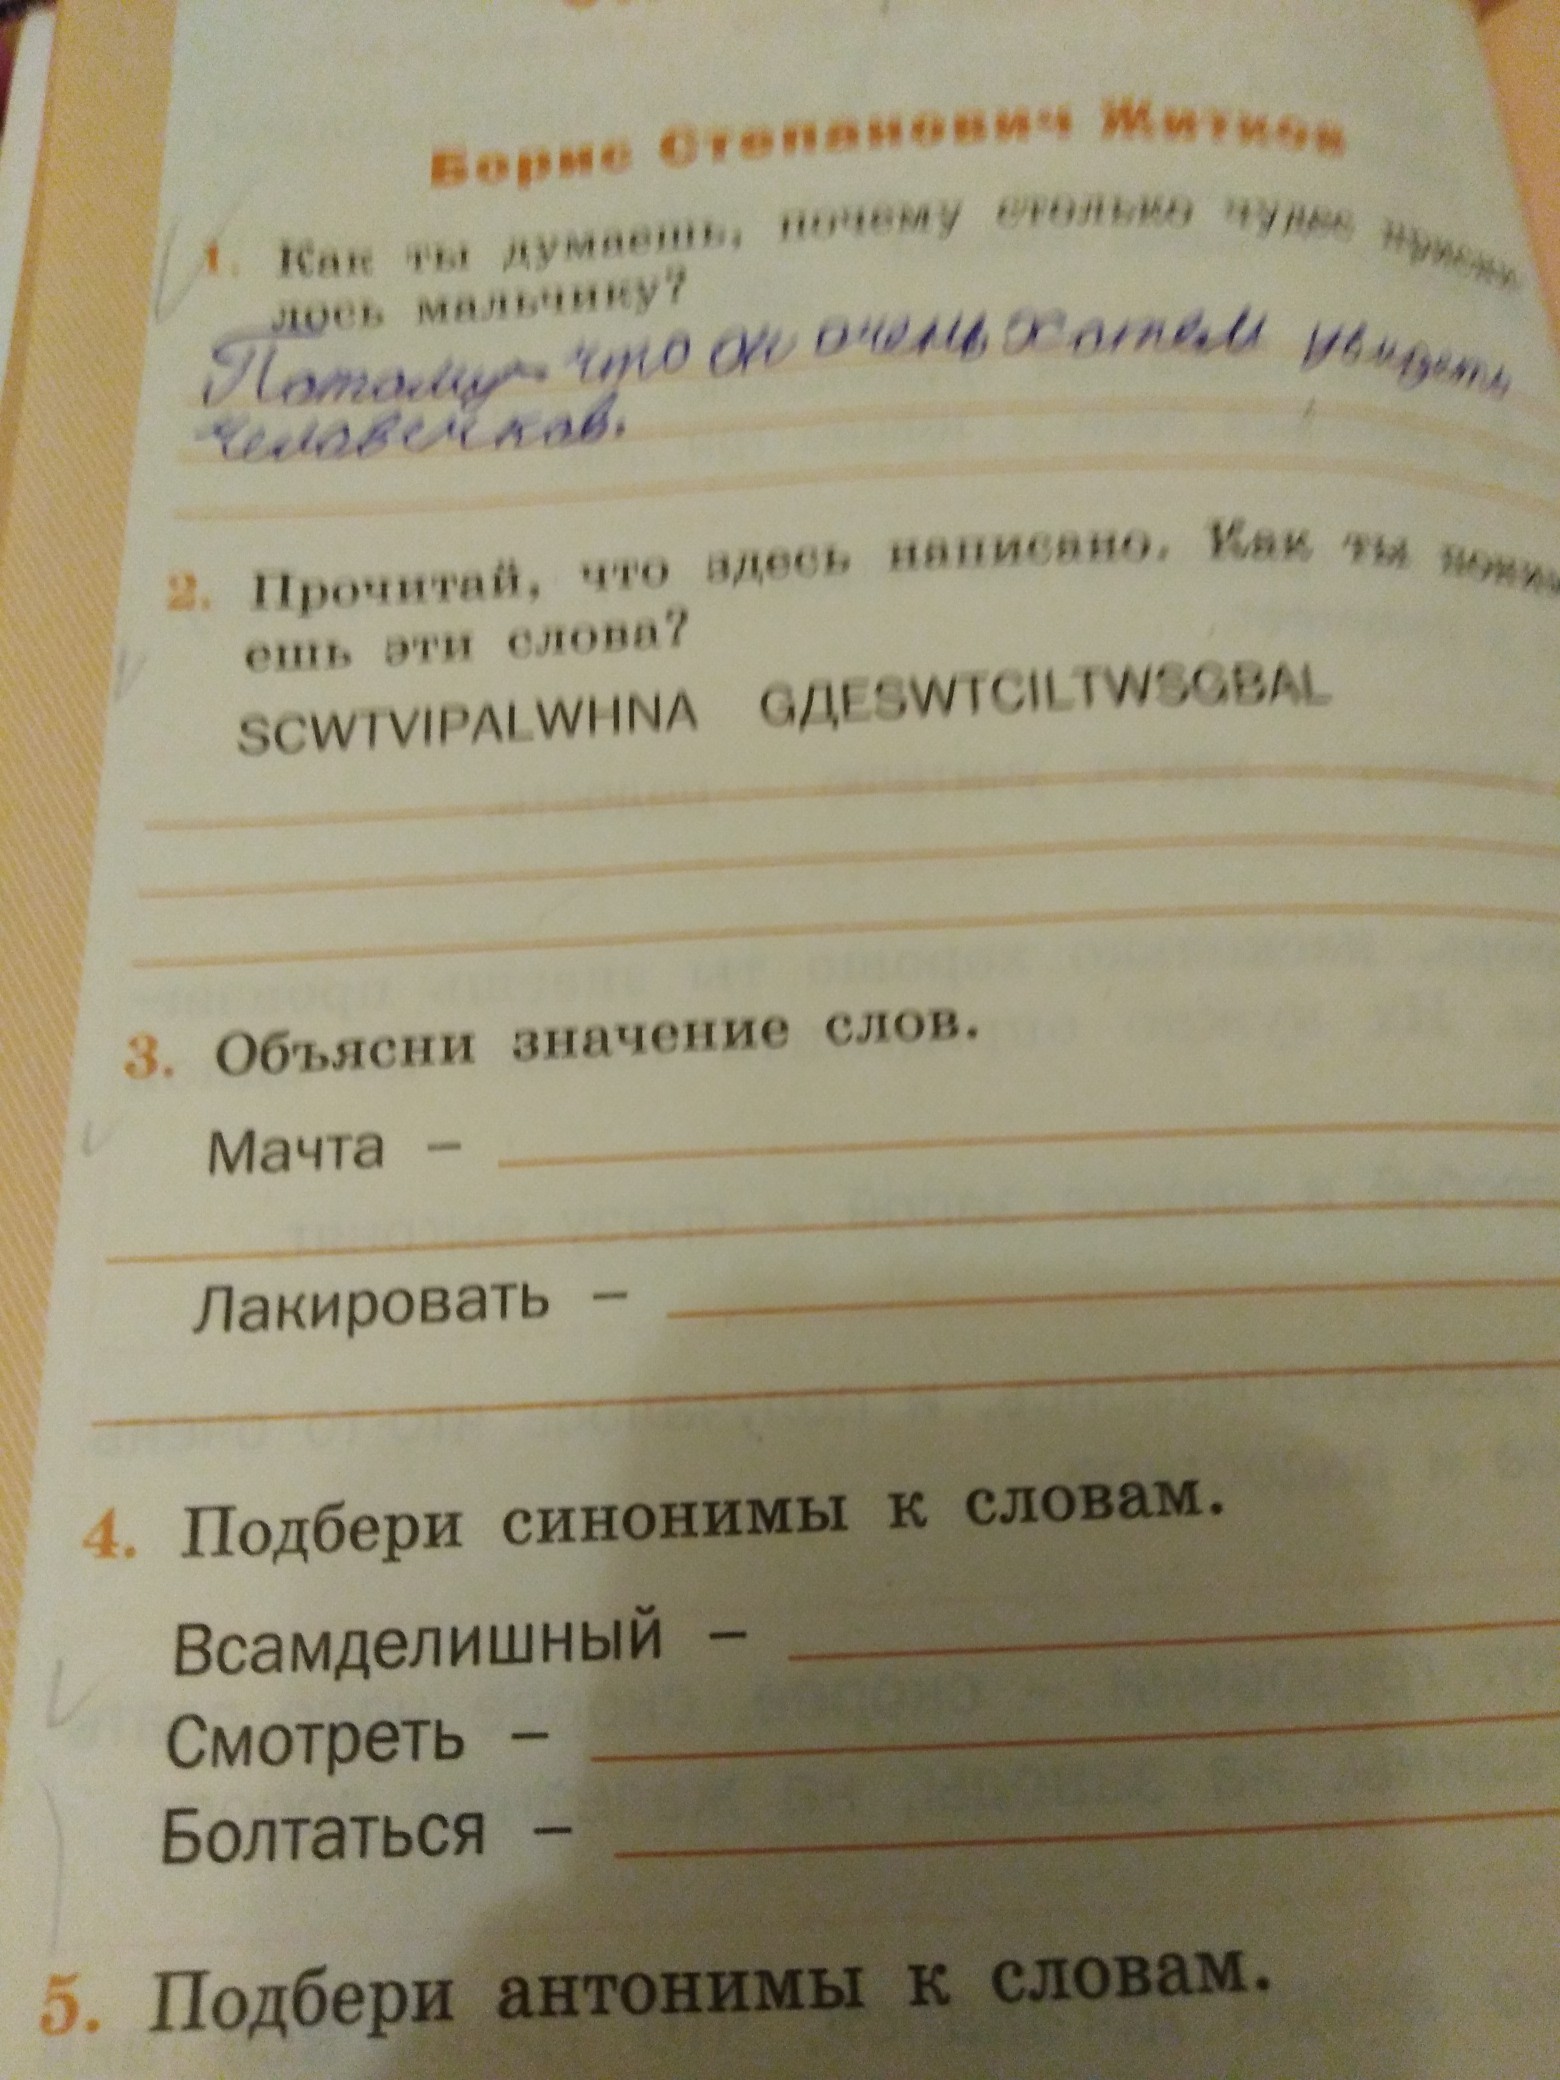 Борис Степанович Житков
1. Как ты думаешь, почему столько чудес
лось мальчику?
Потому что он очень хотел увидеть
человечков.
2. Прочитай, что здесь написано. Как ты
ешь эти слова?
SCWTVIPALWHNA GДESWTCILTWSGBAL
3. Объясни значение слов.
Мачта –
Лакировать –
4. Подбери синонимы к словам.
Всамделишный –
Смотреть –
Болтаться –
5. Подбери антонимы к словам.